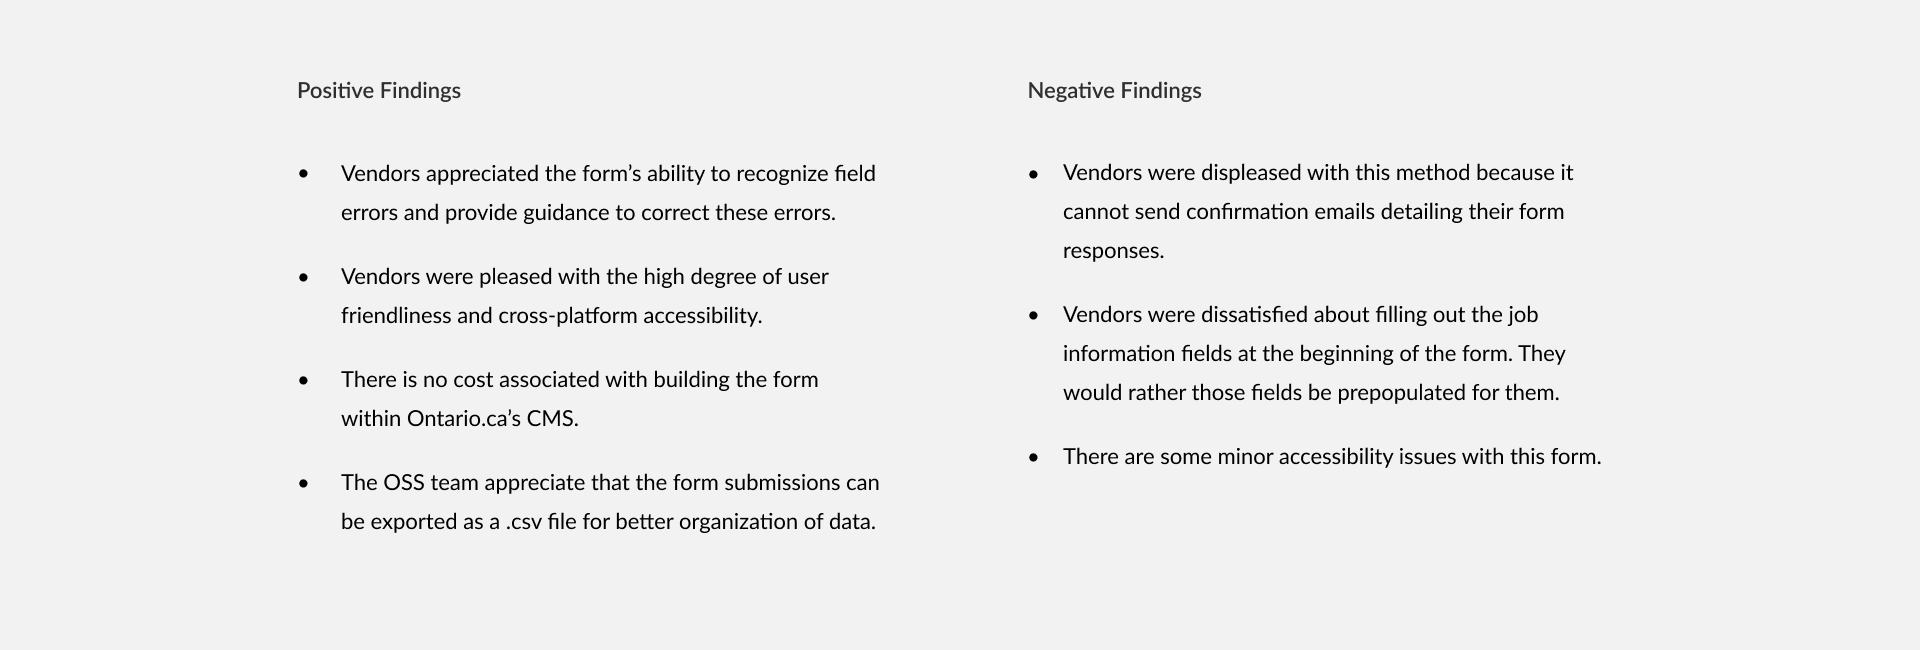 Positive Findings
• Vendors appreciated the form’s ability to recognize field
errors and provide guidance to correct these errors.
• Vendors were pleased with the high degree of user
friendliness and cross-platform accessibility.
• There is no cost associated with building the form
within Ontario.ca’s CMS.
• The OSS team appreciate that the form submissions can
be exported as a .csv file for better organization of data.
Negative Findings
• Vendors were displeased with this method because it
cannot send confirmation emails detailing their form
responses.
• Vendors were dissatisfied about filling out the job
information fields at the beginning of the form. They
would rather those fields be prepopulated for them.
• There are some minor accessibility issues with this form.